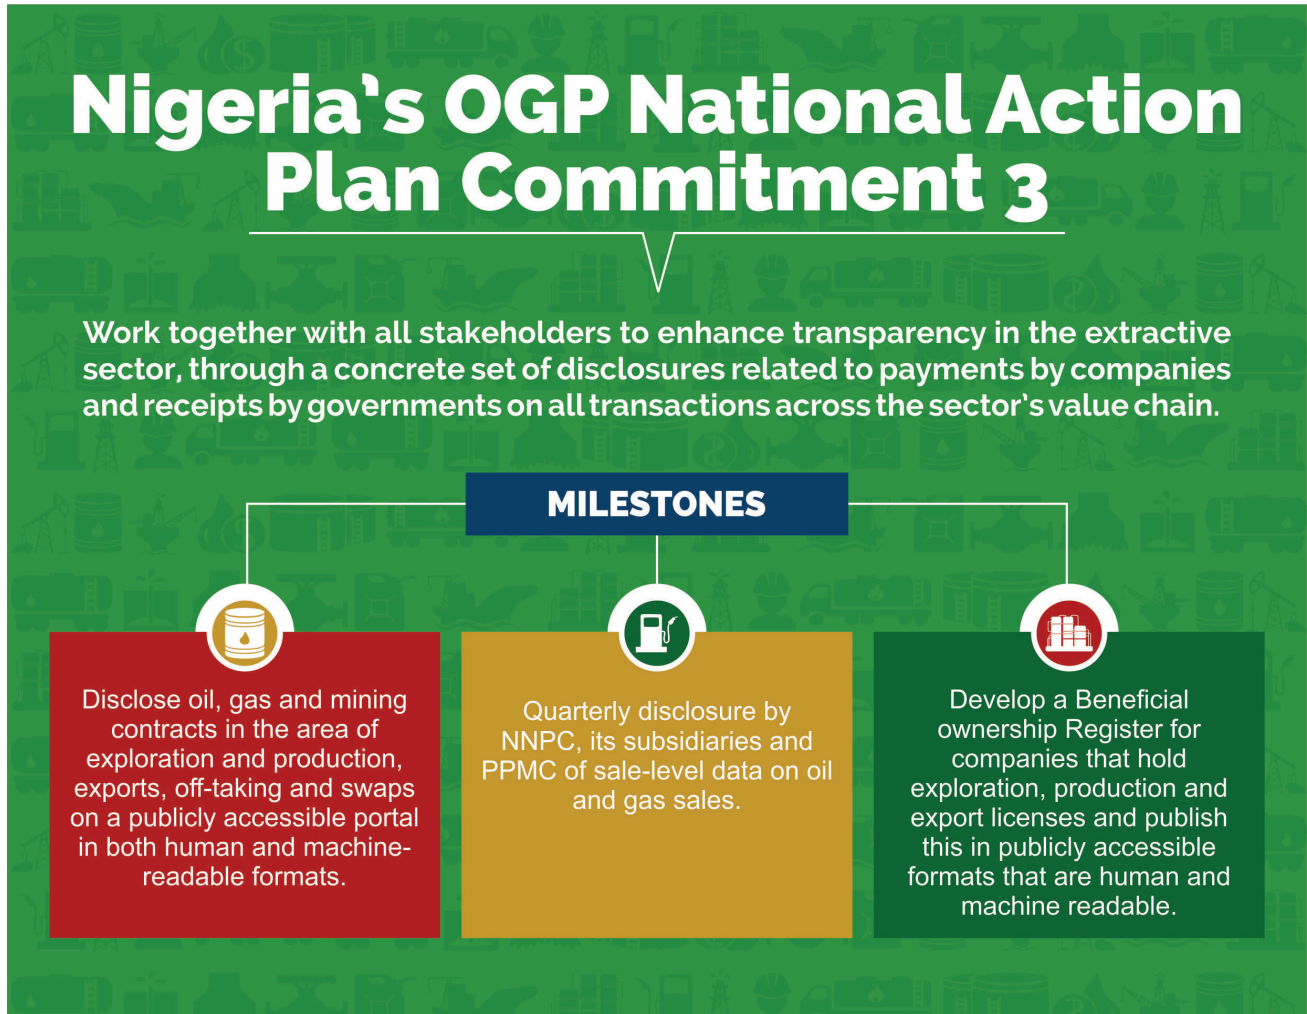 Nigeria's OGP National Action
Plan Commitment 3
Work together with all stakeholders to enhance transparency in the extractive
sector, through a concrete set of disclosures related to payments by companies
and receipts by governments on all transactions across the sector's value chain.
MILESTONES
Disclose oil, gas and mining
contracts in the area of
exploration and production,
exports, off-taking and swaps
on a publicly accessible portal
in both human and machine-
readable formats.
Quarterly disclosure by
NNPC, its subsidiaries and
PPMC of sale-level data on oil
and gas sales.
Develop a Beneficial
ownership Register for
companies that hold
exploration, production and
export licenses and publish
this in publicly accessible
formats that are human and
machine readable.